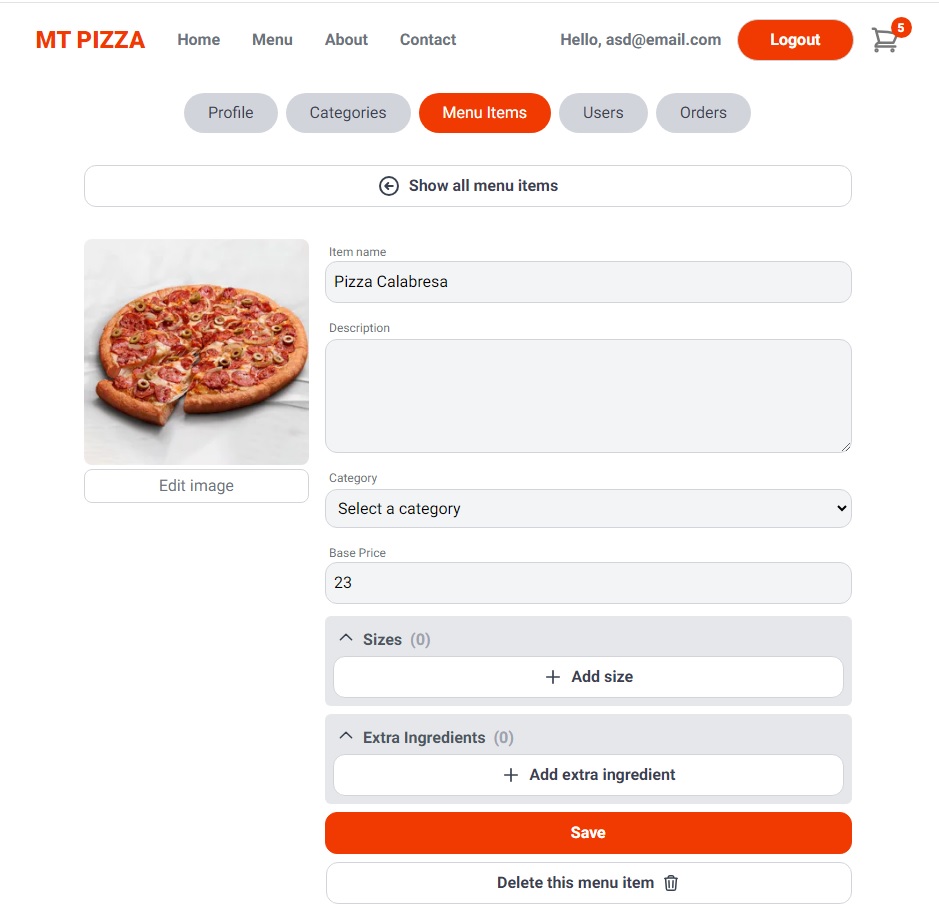 MT PIZZA Home Menu About Contact Hello, asd@email.com Logout 5
Profile Categories Menu Items Users Orders
Show all menu items
Item name
Pizza Calabresa
Description
Edit image
Category
Select a category
Base Price
23
Sizes (0)
Add size
Extra Ingredients (0)
Add extra ingredient
Save
Delete this menu item